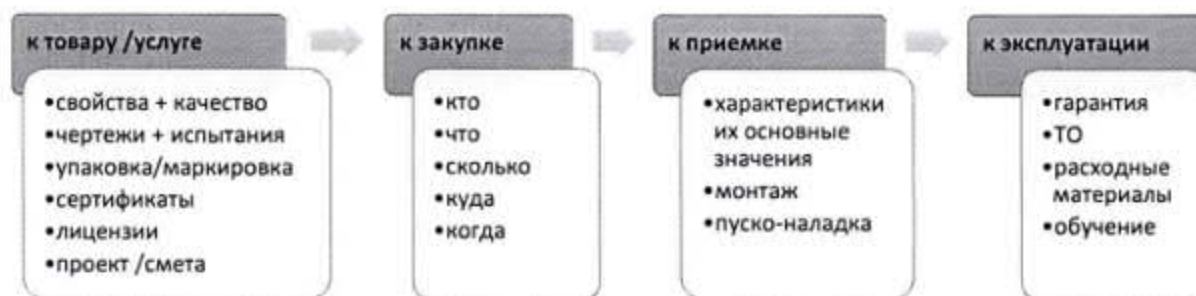 к товару /услуге
•свойства + качество
•чертежи + испытания
•упаковка/маркировка
•сертификаты
•лицензии
•проект /смета
к закупке
•кто
•что
•сколько
•куда
•когда
к приемке
•характеристики
их основные
значения
•монтаж
•пуско-наладка
к эксплуатации
•гарантия
•ТО
•расходные
материалы
•обучение